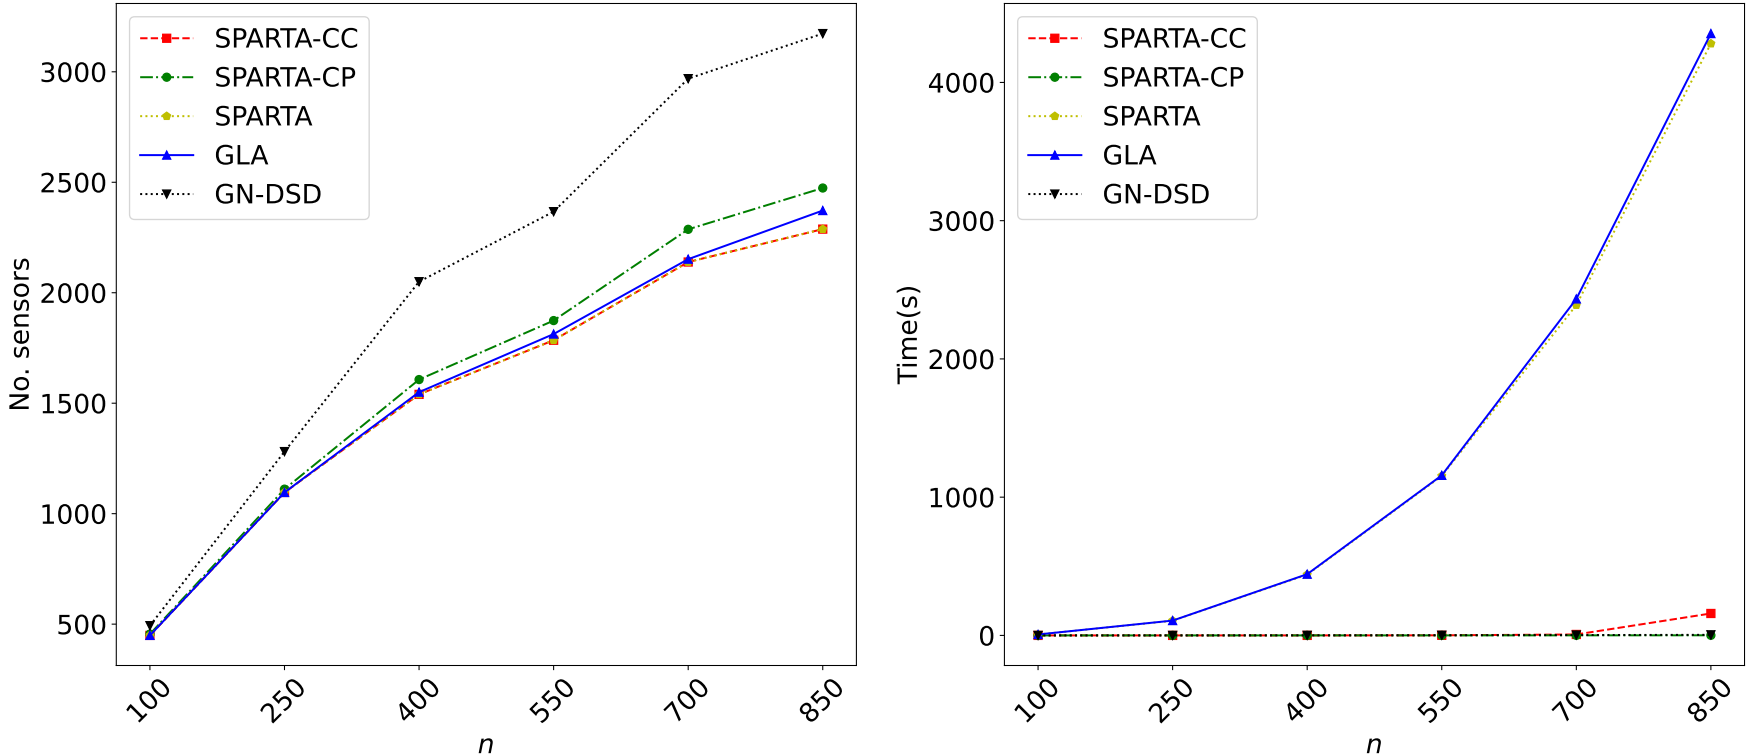 No. sensors
3000
2500
2000
1500
1000
500
SPARTA-CC
SPARTA-CP
SPARTA
GLA
GN-DSD
100
250
400
550
700
850
n
Time(s)
4000
3000
2000
1000
0
SPARTA-CC
SPARTA-CP
SPARTA
GLA
GN-DSD
100
250
400
550
700
850
n